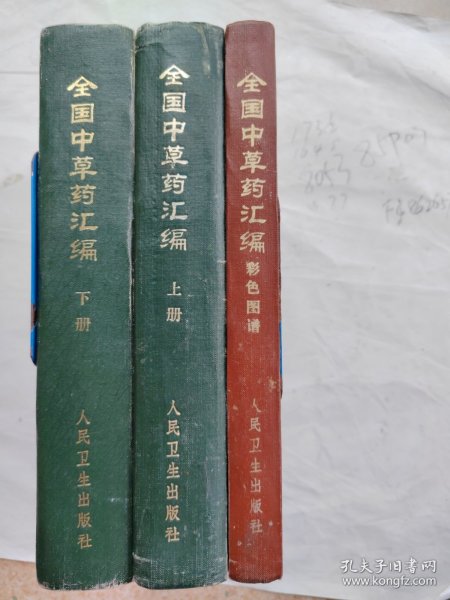 全国中草药汇编
下册
人民卫生出版社
全国中草药汇编
上册
人民卫生出版社
全国中草药汇编
彩色图谱
人民卫生出版社
孔夫子旧书网
www.kongfz.com